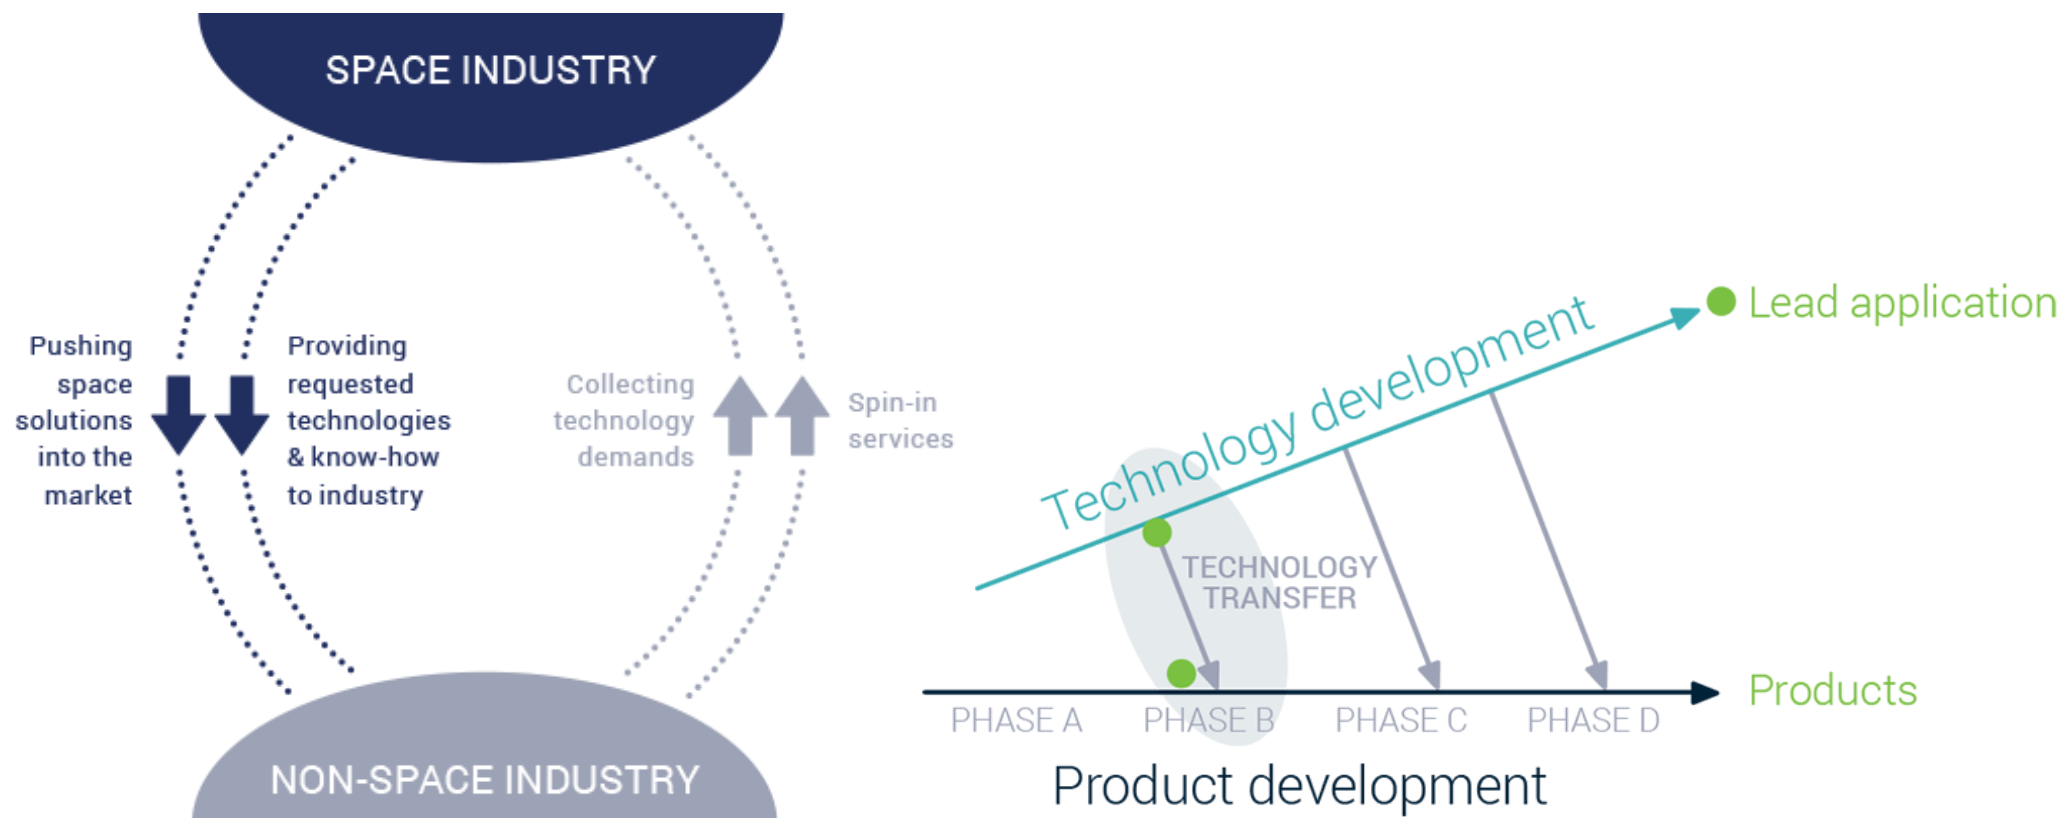 SPACE INDUSTRY
Pushing
space
solutions
into the
market
Providing
requested
technologies
& know-how
to industry
Collecting
technology
demands
Spin-in
services
NON-SPACE INDUSTRY
Technology development
Lead application
TECHNOLOGY
TRANSFER
Products
PHASE A
PHASE B
PHASE C
PHASE D
Product development